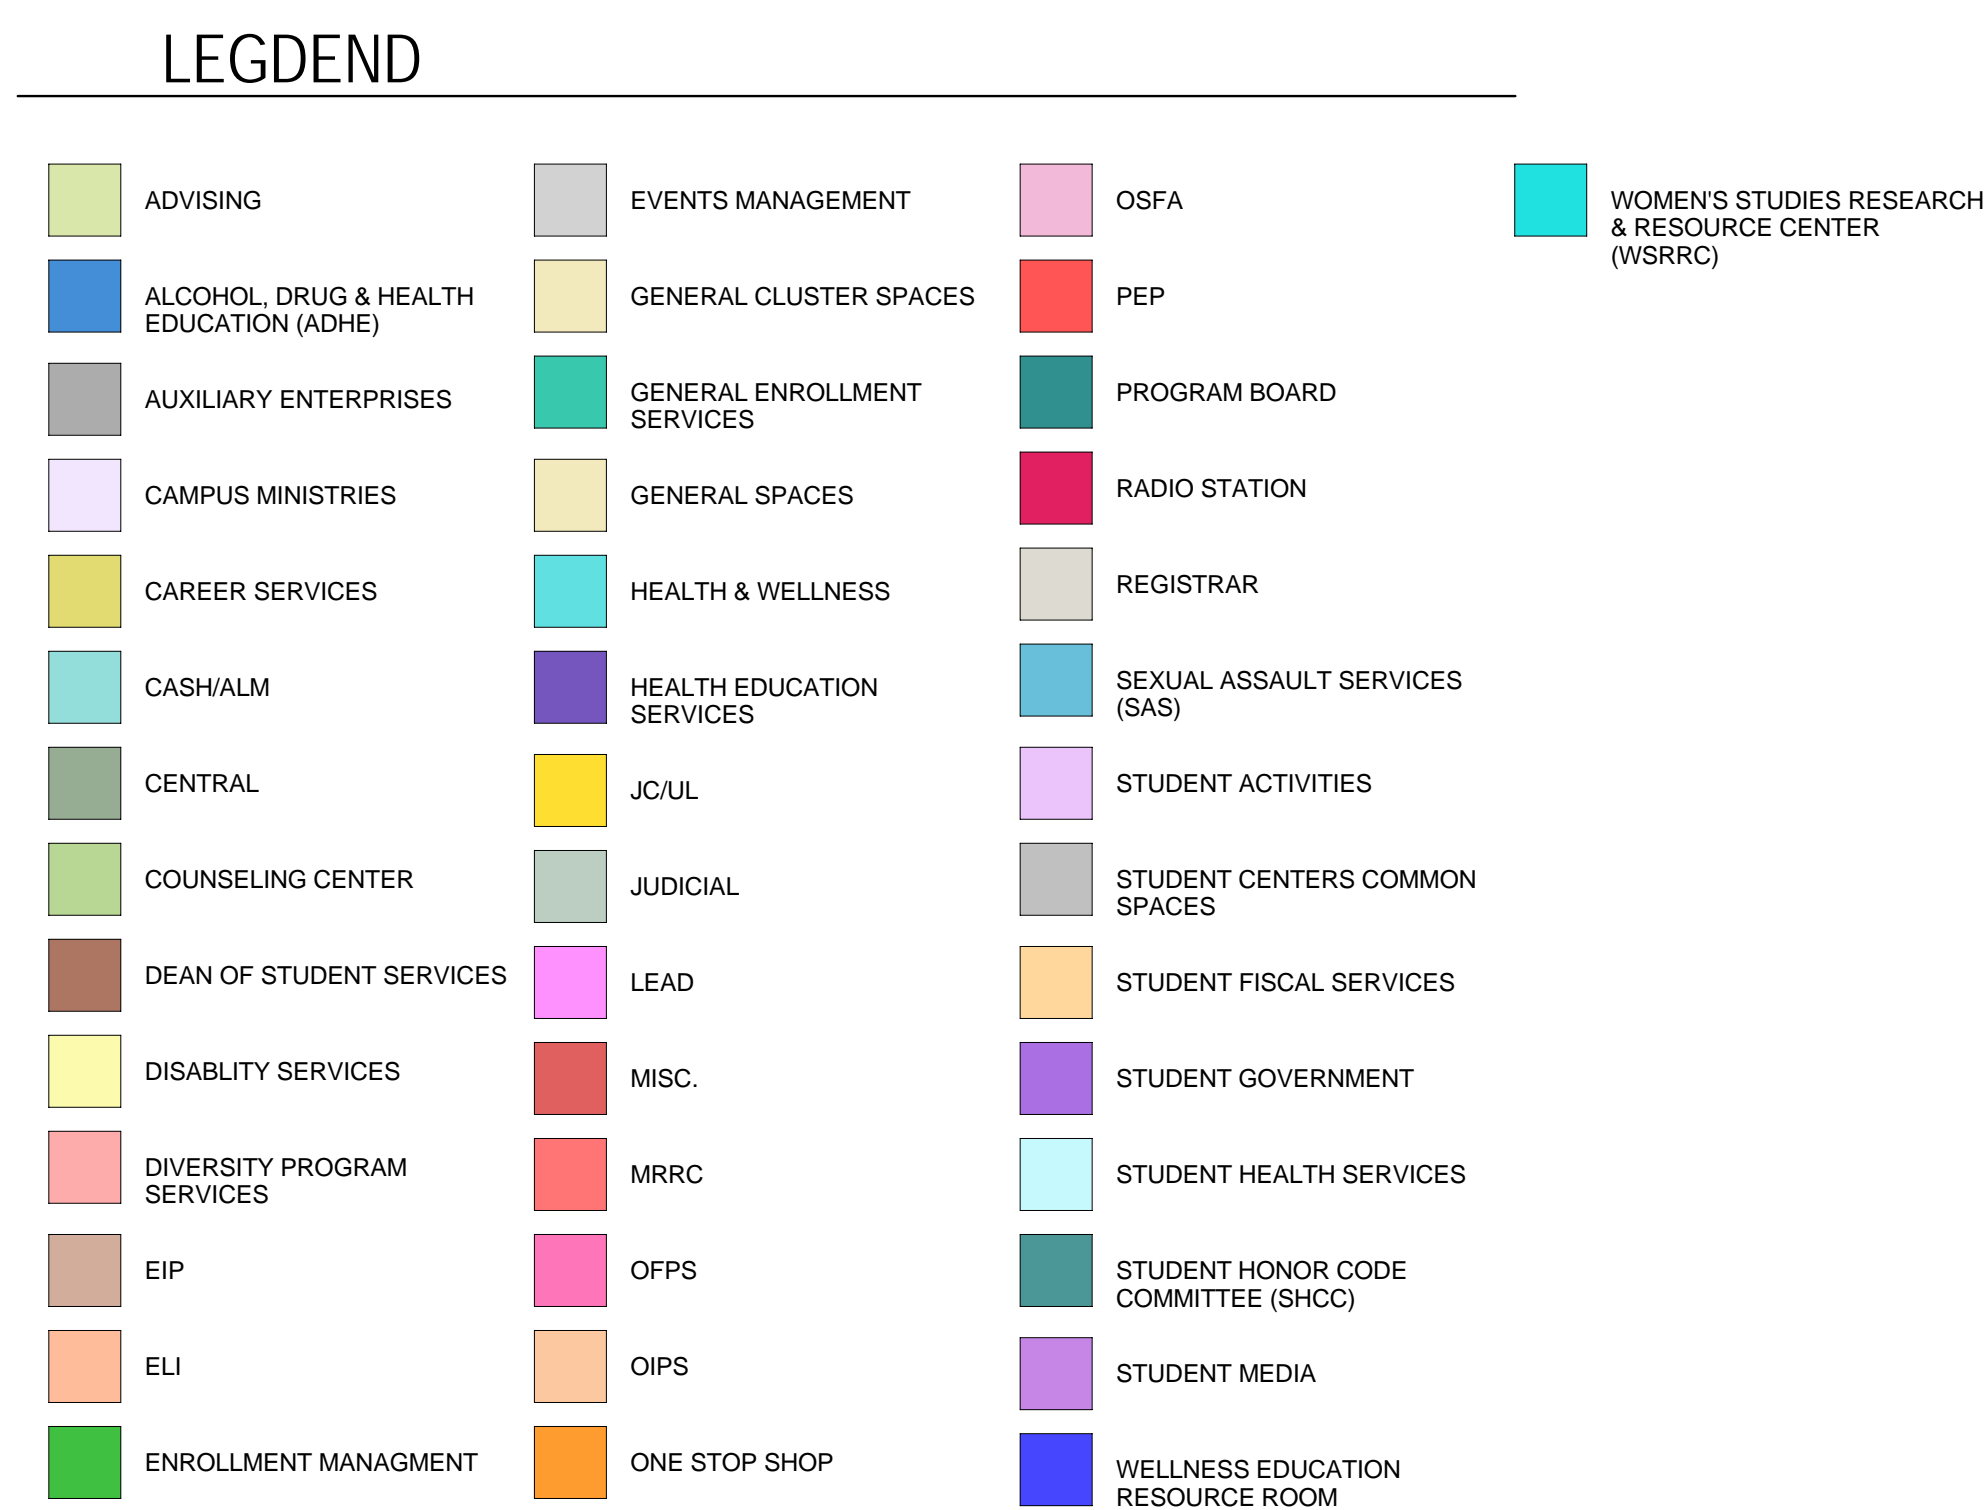 LEGDEND
ADVISING
ALCOHOL, DRUG & HEALTH
EDUCATION (ADHE)
AUXILIARY ENTERPRISES
CAMPUS MINISTRIES
CAREER SERVICES
CASH/ALM
CENTRAL
COUNSELING CENTER
DEAN OF STUDENT SERVICES
DISABLITY SERVICES
DIVERSITY PROGRAM
SERVICES
EIP
ELI
ENROLLMENT MANAGMENT
EVENTS MANAGEMENT
GENERAL CLUSTER SPACES
GENERAL ENROLLMENT
SERVICES
GENERAL SPACES
HEALTH & WELLNESS
HEALTH EDUCATION
SERVICES
JC/UL
JUDICIAL
LEAD
MISC.
MRRC
OFPS
OIPS
ONE STOP SHOP
OSFA
PEP
PROGRAM BOARD
RADIO STATION
REGISTRAR
SEXUAL ASSAULT SERVICES
(SAS)
STUDENT ACTIVITIES
STUDENT CENTERS COMMON
SPACES
STUDENT FISCAL SERVICES
STUDENT GOVERNMENT
STUDENT HEALTH SERVICES
STUDENT HONOR CODE
COMMITTEE (SHCC)
STUDENT MEDIA
WELLNESS EDUCATION
RESOURCE ROOM
WOMEN'S STUDIES RESEARCH
& RESOURCE CENTER
(WSRRC)